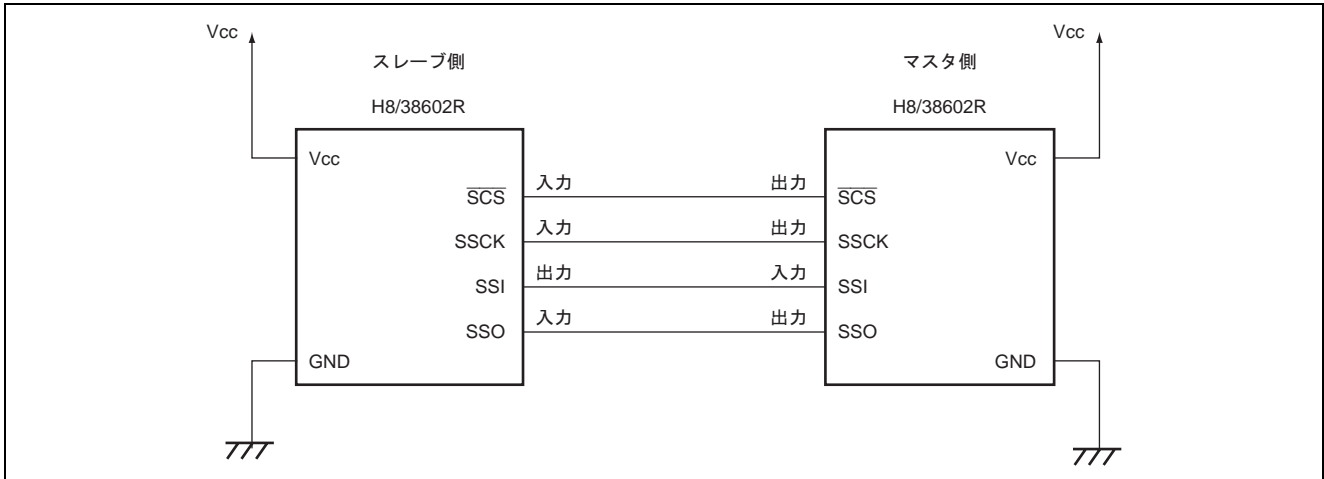 Vcc
Vcc
スレーブ側
マスタ側
H8/38602R
H8/38602R
Vcc
Vcc
SCS
入力
出力
SCS
SSCK
入力
出力
SSCK
SSI
出力
入力
SSI
SSO
入力
出力
SSO
GND
GND